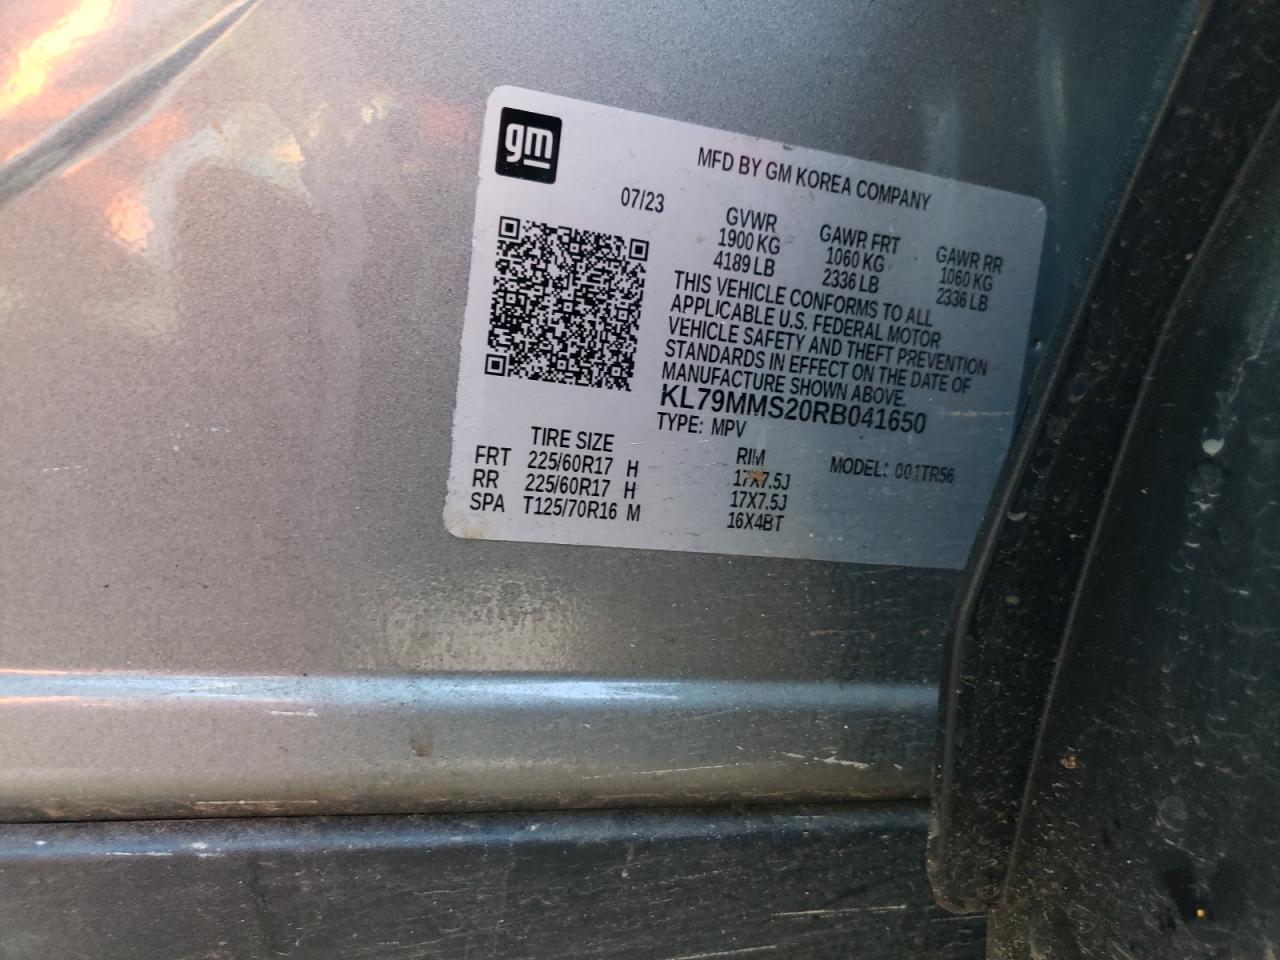 gm
MFD BY GM KOREA COMPANY
07/23
GVWR GAWR FRT GAWR RR
1900 KG 1060 KG 1060 KG
4189 LB 2336 LB 2336 LB
THIS VEHICLE CONFORMS TO ALL
APPLICABLE U.S. FEDERAL MOTOR
VEHICLE SAFETY AND THEFT PREVENTION
STANDARDS IN EFFECT ON THE DATE OF
MANUFACTURE SHOWN ABOVE.
KL79MMS20RB041650
TYPE: MPV
TIRE SIZE RIM MODEL: 001TR56
FRT 225/60R17 H 17X7.5J
RR 225/60R17 H 17X7.5J
SPA T125/70R16 M 16X4BT